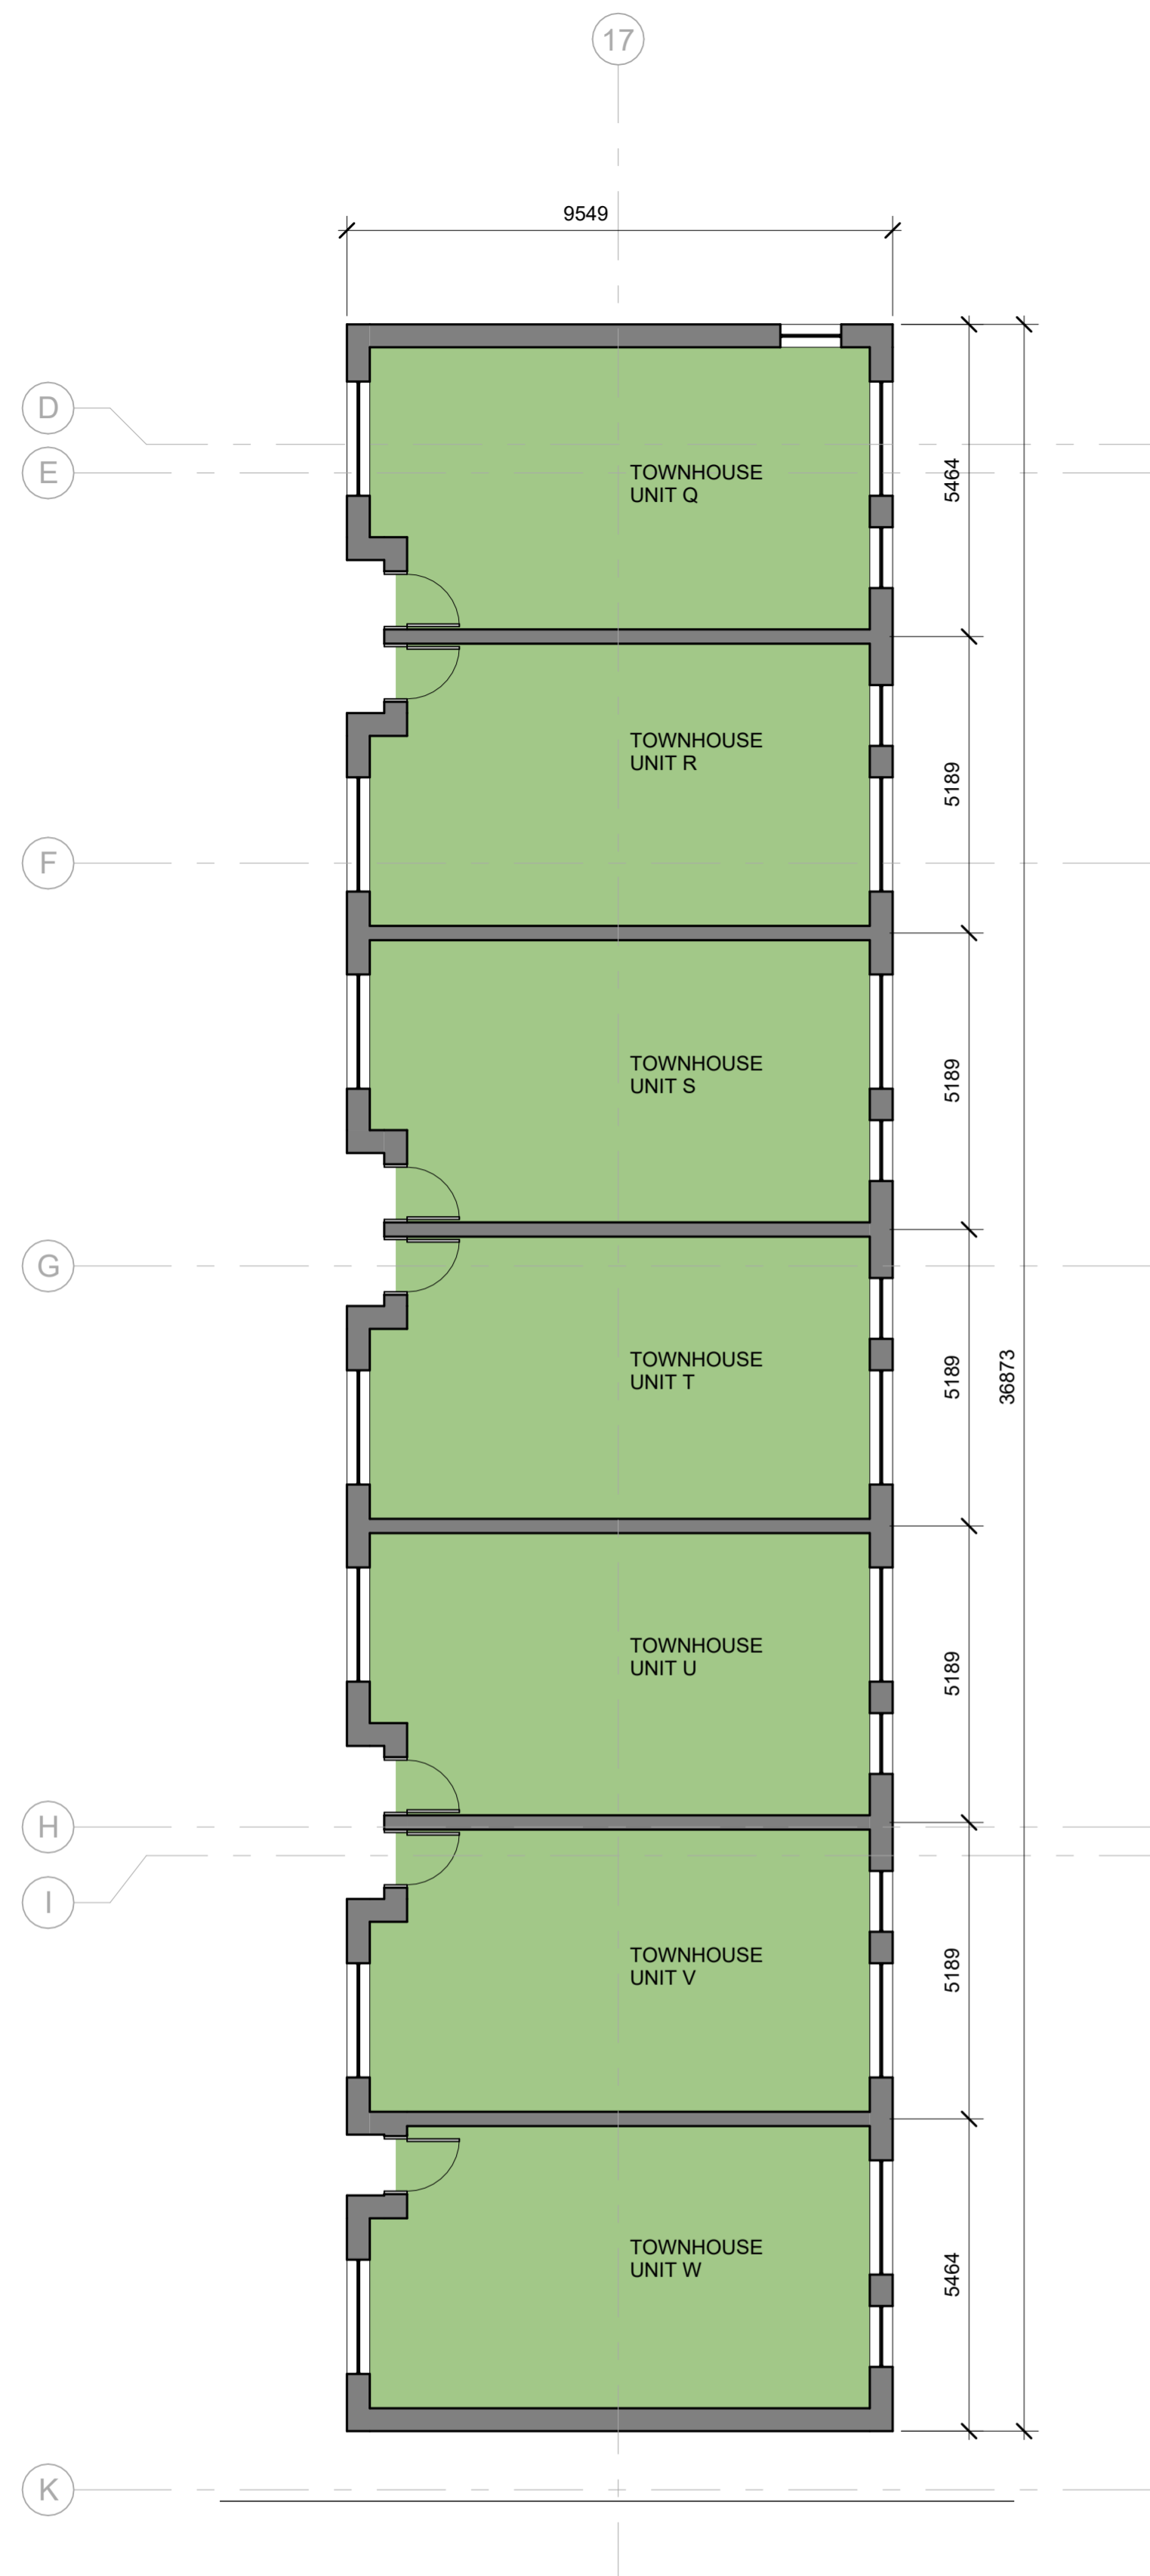 17
9549
D
E
5464
TOWNHOUSE
UNIT Q
TOWNHOUSE
UNIT R
5189
F
TOWNHOUSE
UNIT S
5189
G
TOWNHOUSE
UNIT T
5189
36873
TOWNHOUSE
UNIT U
5189
H
I
TOWNHOUSE
UNIT V
5189
TOWNHOUSE
UNIT W
5464
K